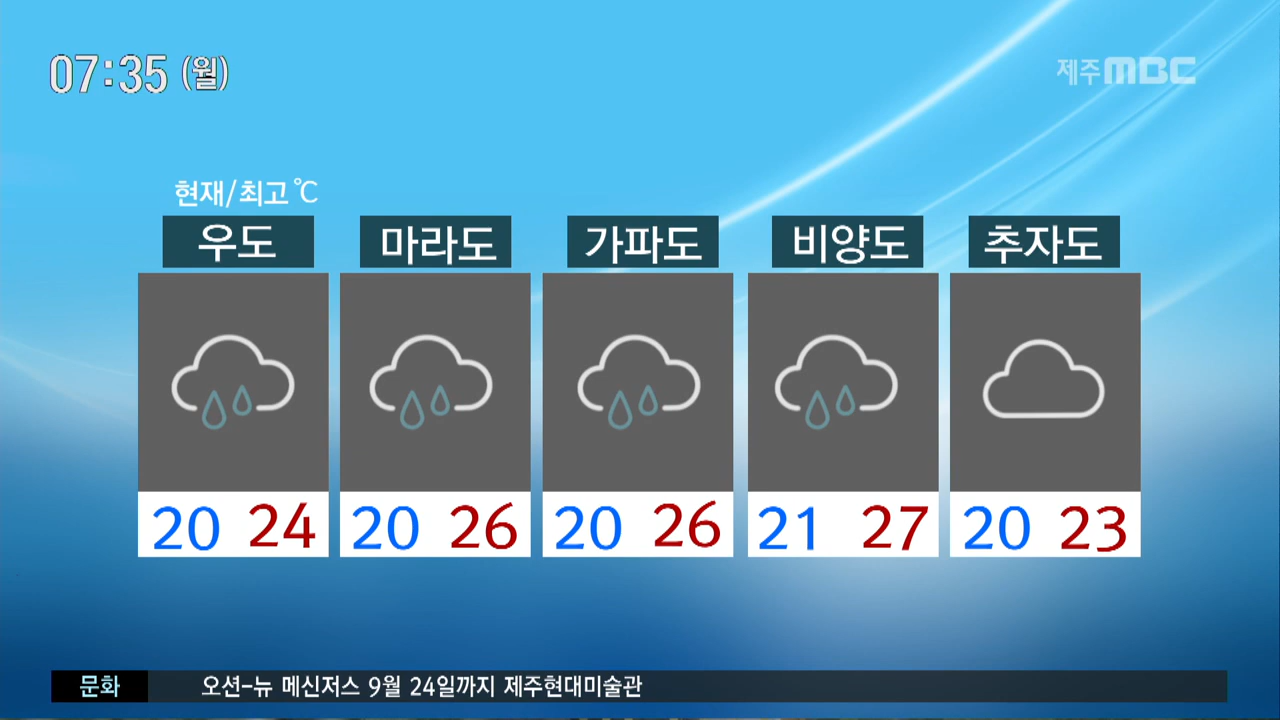 07:35 (월)
제주MBC
현재/최고 ℃
우도 마라도 가파도 비양도 추자도
20 24 20 26 20 26 21 27 20 23
문화 오션-뉴 메신저스 9월 24일까지 제주현대미술관